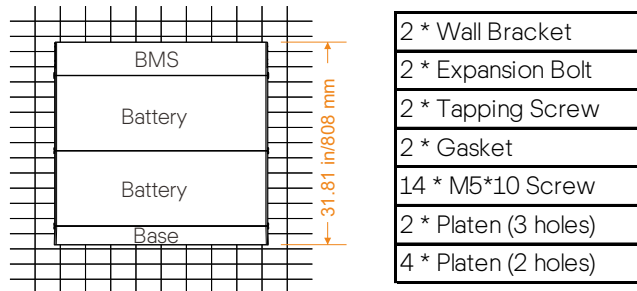 BMS
Battery
Battery
Base
31.81 in/808 mm
2 * Wall Bracket
2 * Expansion Bolt
2 * Tapping Screw
2 * Gasket
14 * M5*10 Screw
2 * Platen (3 holes)
4 * Platen (2 holes)